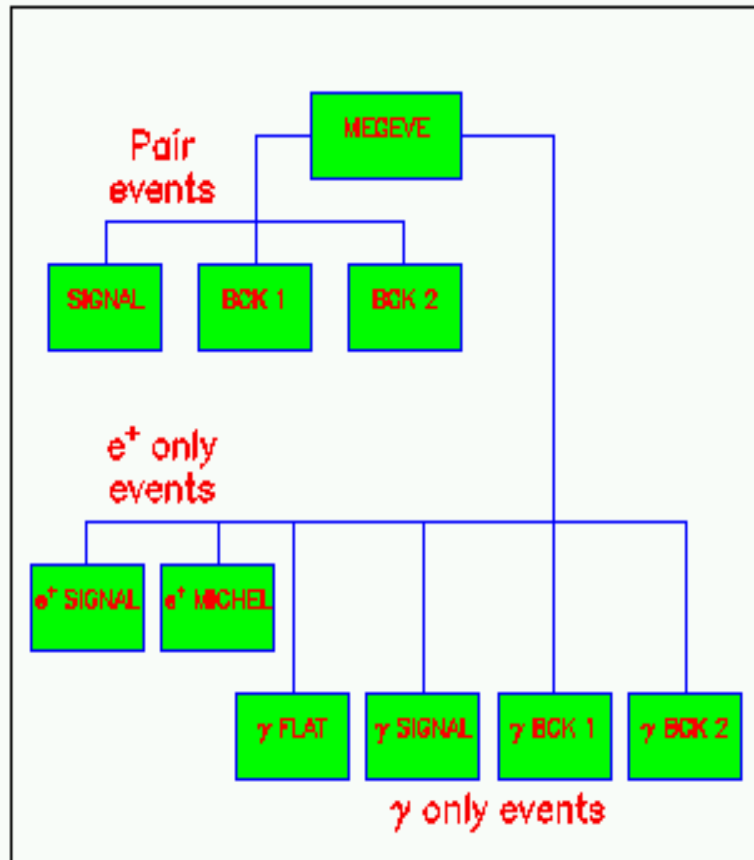 MEGEVE
Pair
events
SIGNAL
BCK 1
BCK 2
e⁺ only
events
e⁺ SIGNAL
e⁺ MICHEL
γ FLAT
γ SIGNAL
γ BCK 1
γ BCK 2
γ only events